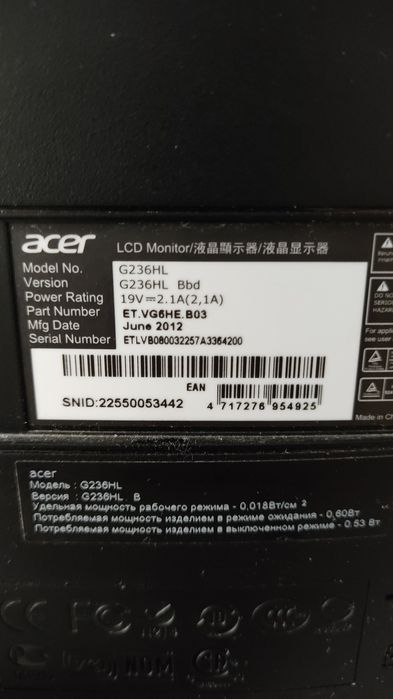 acer LCD Monitor/液晶顯示器/液晶显示器
Model No. G236HL
Version G236HL Bbd
Power Rating 19V⎓2.1A(2,1A)
Part Number ET.VG6HE.B03
Mfg Date June 2012
Serial Number ETLVB080032257A3364200
EAN
SNID:22550053442 4 717276 954925
Made in Ch
acer
Модель : G236HL
Версия : G236HL B
Удельная мощность рабочего режима - 0,018Вт/см 2
Потребляемая мощность изделием в режиме ожидания - 0,60Вт
Потребляемая мощность изделием в выключенном режиме - 0,53 Вт